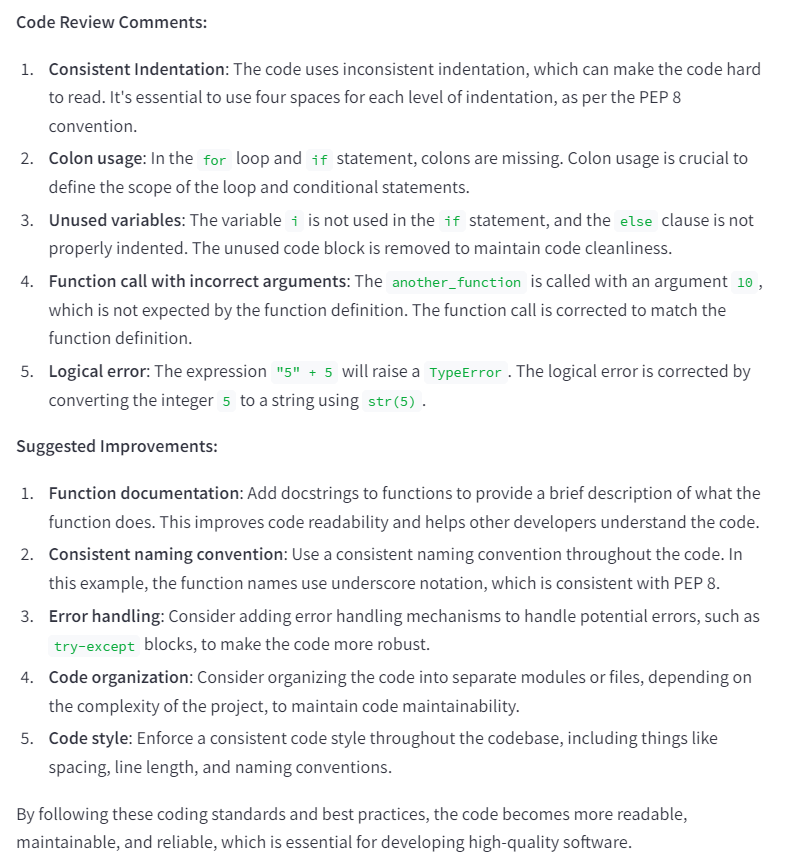 Code Review Comments:
1. Consistent Indentation: The code uses inconsistent indentation, which can make the code hard
to read. It's essential to use four spaces for each level of indentation, as per the PEP 8
convention.
2. Colon usage: In the for loop and if statement, colons are missing. Colon usage is crucial to
define the scope of the loop and conditional statements.
3. Unused variables: The variable i is not used in the if statement, and the else clause is not
properly indented. The unused code block is removed to maintain code cleanliness.
4. Function call with incorrect arguments: The another_function is called with an argument 10 ,
which is not expected by the function definition. The function call is corrected to match the
function definition.
5. Logical error: The expression "5" + 5 will raise a TypeError . The logical error is corrected by
converting the integer 5 to a string using str(5) .
Suggested Improvements:
1. Function documentation: Add docstrings to functions to provide a brief description of what the
function does. This improves code readability and helps other developers understand the code.
2. Consistent naming convention: Use a consistent naming convention throughout the code. In
this example, the function names use underscore notation, which is consistent with PEP 8.
3. Error handling: Consider adding error handling mechanisms to handle potential errors, such as
try-except blocks, to make the code more robust.
4. Code organization: Consider organizing the code into separate modules or files, depending on
the complexity of the project, to maintain code maintainability.
5. Code style: Enforce a consistent code style throughout the codebase, including things like
spacing, line length, and naming conventions.
By following these coding standards and best practices, the code becomes more readable,
maintainable, and reliable, which is essential for developing high-quality software.